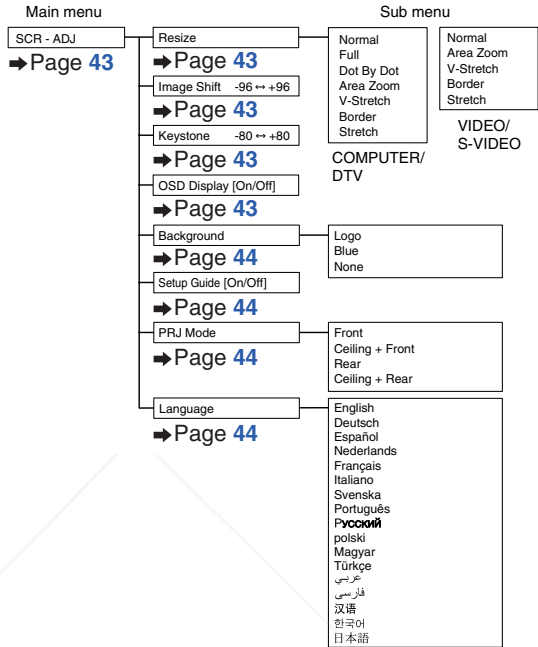 Main menu
Sub menu
SCR - ADJ
➡Page 43
Resize
➡Page 43
Image Shift -96 ↔ +96
➡Page 43
Keystone -80 ↔ +80
➡Page 43
OSD Display [On/Off]
➡Page 43
Background
➡Page 44
Setup Guide [On/Off]
➡Page 44
PRJ Mode
➡Page 44
Language
➡Page 44
Normal
Full
Dot By Dot
Area Zoom
V-Stretch
Border
Stretch
COMPUTER/
DTV
Normal
Area Zoom
V-Stretch
Border
Stretch
VIDEO/
S-VIDEO
Logo
Blue
None
Front
Ceiling + Front
Rear
Ceiling + Rear
English
Deutsch
Español
Nederlands
Français
Italiano
Svenska
Português
Русский
polski
Magyar
Türkçe
عربي
فارسی
汉语
한국어
日本語